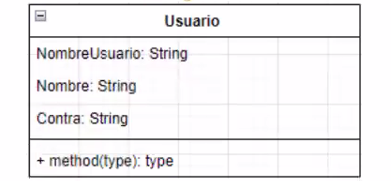 Usuario
NombreUsuario: String
Nombre: String
Contra: String
+ method(type): type